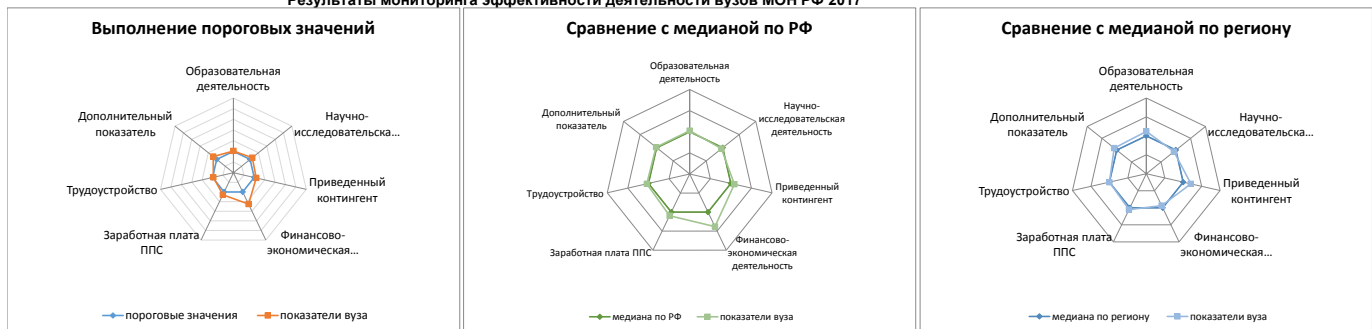 Результаты мониторинга эффективности деятельности вузов МОН РФ 2017
Выполнение пороговых значений
Образовательная
деятельность
Научно-
исследовательска...
Приведенный
контингент
Финансово-
экономическая...
Заработная плата
ППС
Трудоустройство
Дополнительный
показатель
пороговые значения
показатели вуза
Сравнение с медианой по РФ
Образовательная
деятельность
Научно-
исследовательская
деятельность
Приведенный
контингент
Финансово-
экономическая
деятельность
Заработная плата ППС
Трудоустройство
Дополнительный
показатель
медиана по РФ
показатели вуза
Сравнение с медианой по региону
Образовательная
деятельность
Научно-
исследовательска...
Приведенный
контингент
Финансово-
экономическая...
Заработная плата
ППС
Трудоустройство
Дополнительный
показатель
медиана по региону
показатели вуза